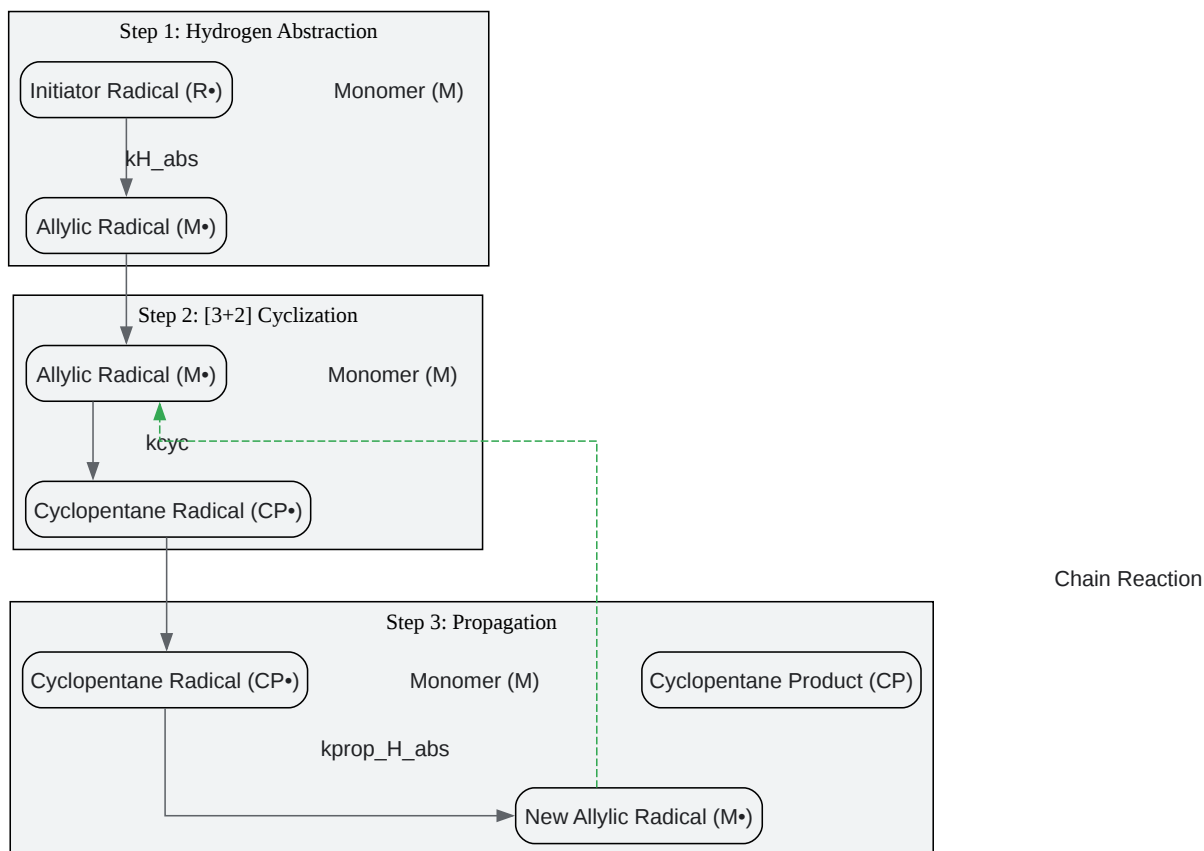 Step 1: Hydrogen Abstraction
Initiator Radical (R•)
Monomer (M)
kH_abs
Allylic Radical (M•)
Step 2: [3+2] Cyclization
Allylic Radical (M•)
Monomer (M)
kcyc
Cyclopentane Radical (CP•)
Chain Reaction
Step 3: Propagation
Cyclopentane Radical (CP•)
Monomer (M)
Cyclopentane Product (CP)
kprop_H_abs
New Allylic Radical (M•)